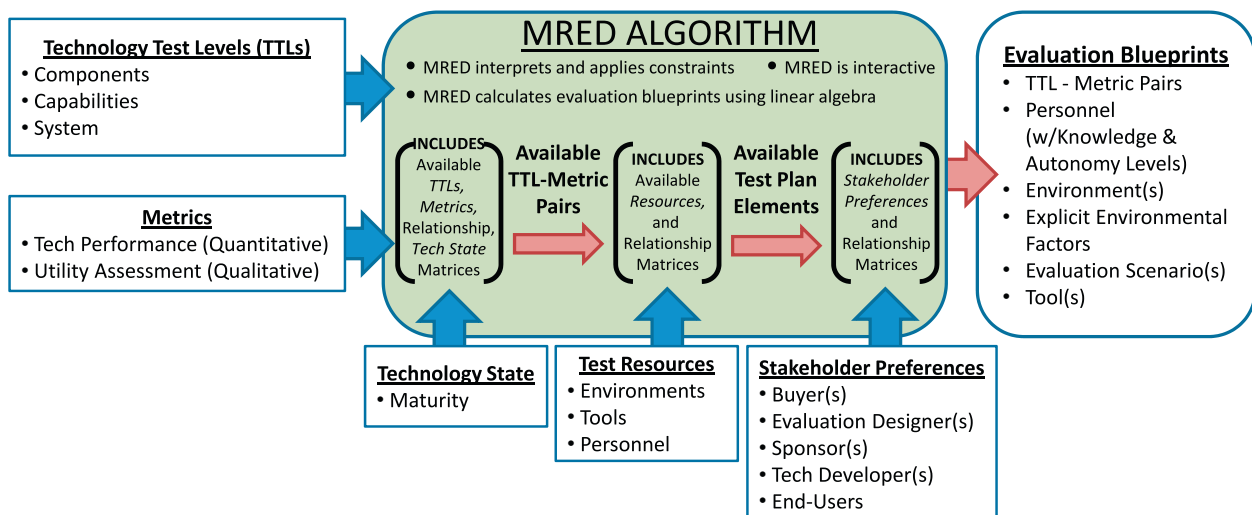 Technology Test Levels (TTLs)
• Components
• Capabilities
• System
Metrics
• Tech Performance (Quantitative)
• Utility Assessment (Qualitative)
MRED ALGORITHM
• MRED interprets and applies constraints
• MRED is interactive
• MRED calculates evaluation blueprints using linear algebra
INCLUDES
Available
TTLs,
Metrics,
Relationship,
Tech State
Matrices
Available
TTL-Metric
Pairs
INCLUDES
Available
Resources,
and
Relationship
Matrices
Available
Test Plan
Elements
INCLUDES
Stakeholder
Preferences
and
Relationship
Matrices
Technology State
• Maturity
Test Resources
• Environments
• Tools
• Personnel
Stakeholder Preferences
• Buyer(s)
• Evaluation Designer(s)
• Sponsor(s)
• Tech Developer(s)
• End-Users
Evaluation Blueprints
• TTL - Metric Pairs
• Personnel
(w/Knowledge &
Autonomy Levels)
• Environment(s)
• Explicit Environmental
Factors
• Evaluation Scenario(s)
• Tool(s)